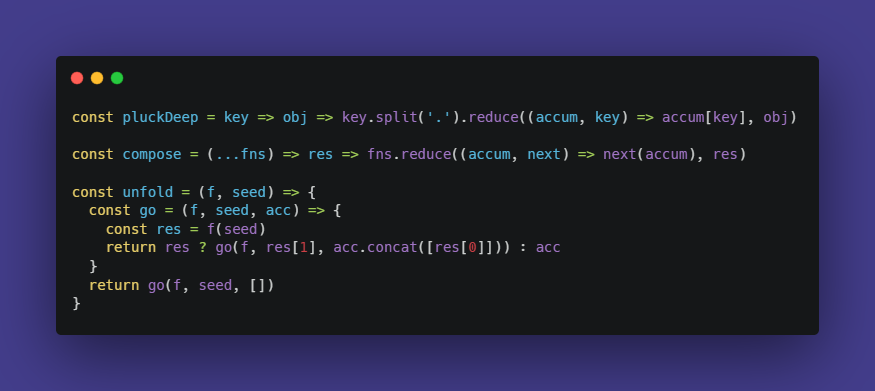 const pluckDeep = key => obj => key.split('.').reduce((accum, key) => accum[key], obj)
const compose = (...fns) => res => fns.reduce((accum, next) => next(accum), res)
const unfold = (f, seed) => {
const go = (f, seed, acc) => {
const res = f(seed)
return res ? go(f, res[1], acc.concat([res[0]])) : acc
}
return go(f, seed, [])
}